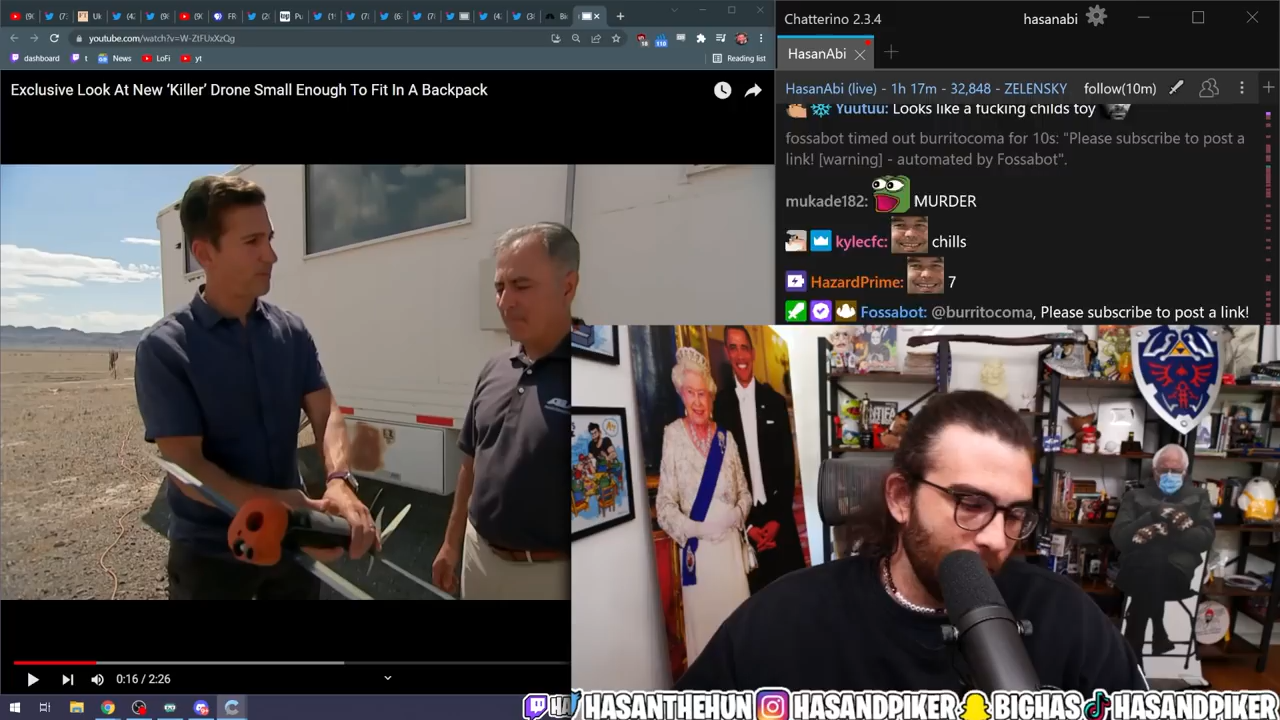 youtube.com/watch?v=W-ZtFUxXzQg
dashboard
t
News
LoFi
yt
Reading list
Exclusive Look At New ‘Killer’ Drone Small Enough To Fit In A Backpack
0:16 / 2:26
Chatterino 2.3.4
hasanabi
HasanAbi
HasanAbi (live) - 1h 17m - 32,848 - ZELENSKY
follow(10m)
Yuutuu: Looks like a fucking childs toy
fossabot timed out burritocoma for 10s: "Please subscribe to post a
link! [warning] - automated by Fossabot".
mukade182: MURDER
kylecfc: chills
HazardPrime: 7
Fossabot: @burritocoma, Please subscribe to post a link!
HASANTHEHUN
HASANDPIKER
BIGHAS
HASANDPIKER